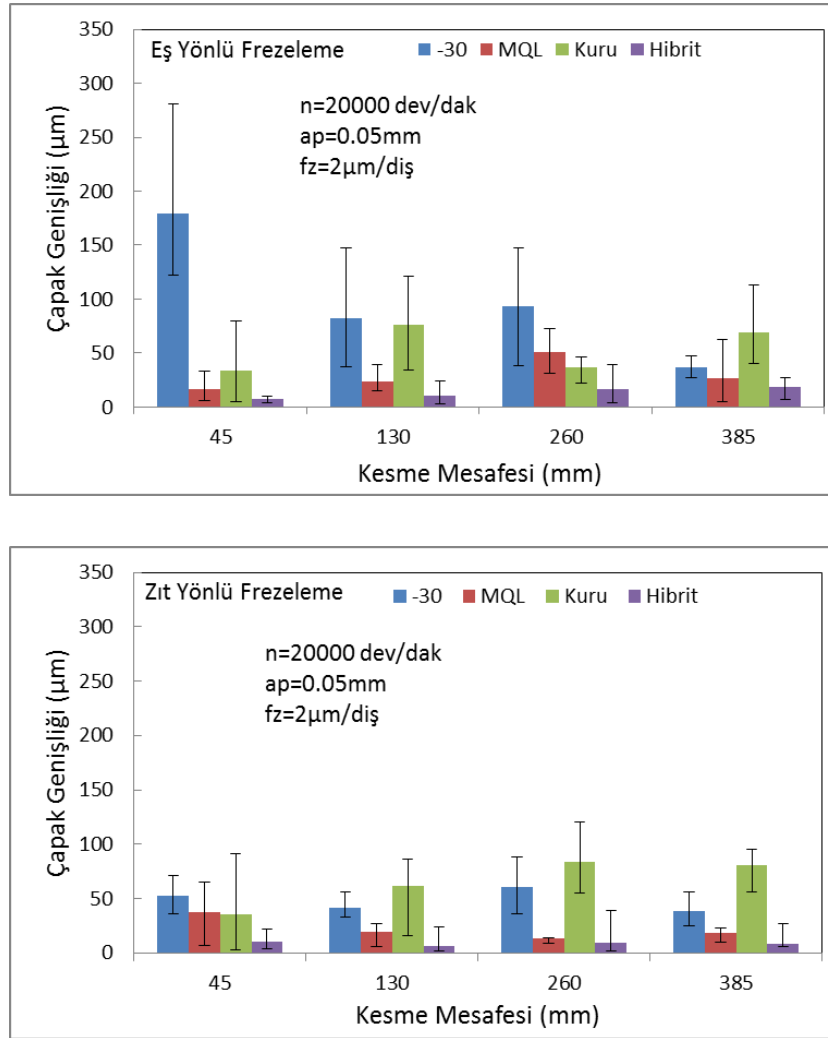 350
Eş Yönlü Frezeleme
-30 MQL Kuru Hibrit
300
n=20000 dev/dak
ap=0.05mm
fz=2µm/diş
250
200
150
100
50
0
Çapak Genişliği (µm)
45 130 260 385
Kesme Mesafesi (mm)
350
Zıt Yönlü Frezeleme
-30 MQL Kuru Hibrit
300
n=20000 dev/dak
ap=0.05mm
fz=2µm/diş
250
200
150
100
50
0
Çapak Genişliği (µm)
45 130 260 385
Kesme Mesafesi (mm)